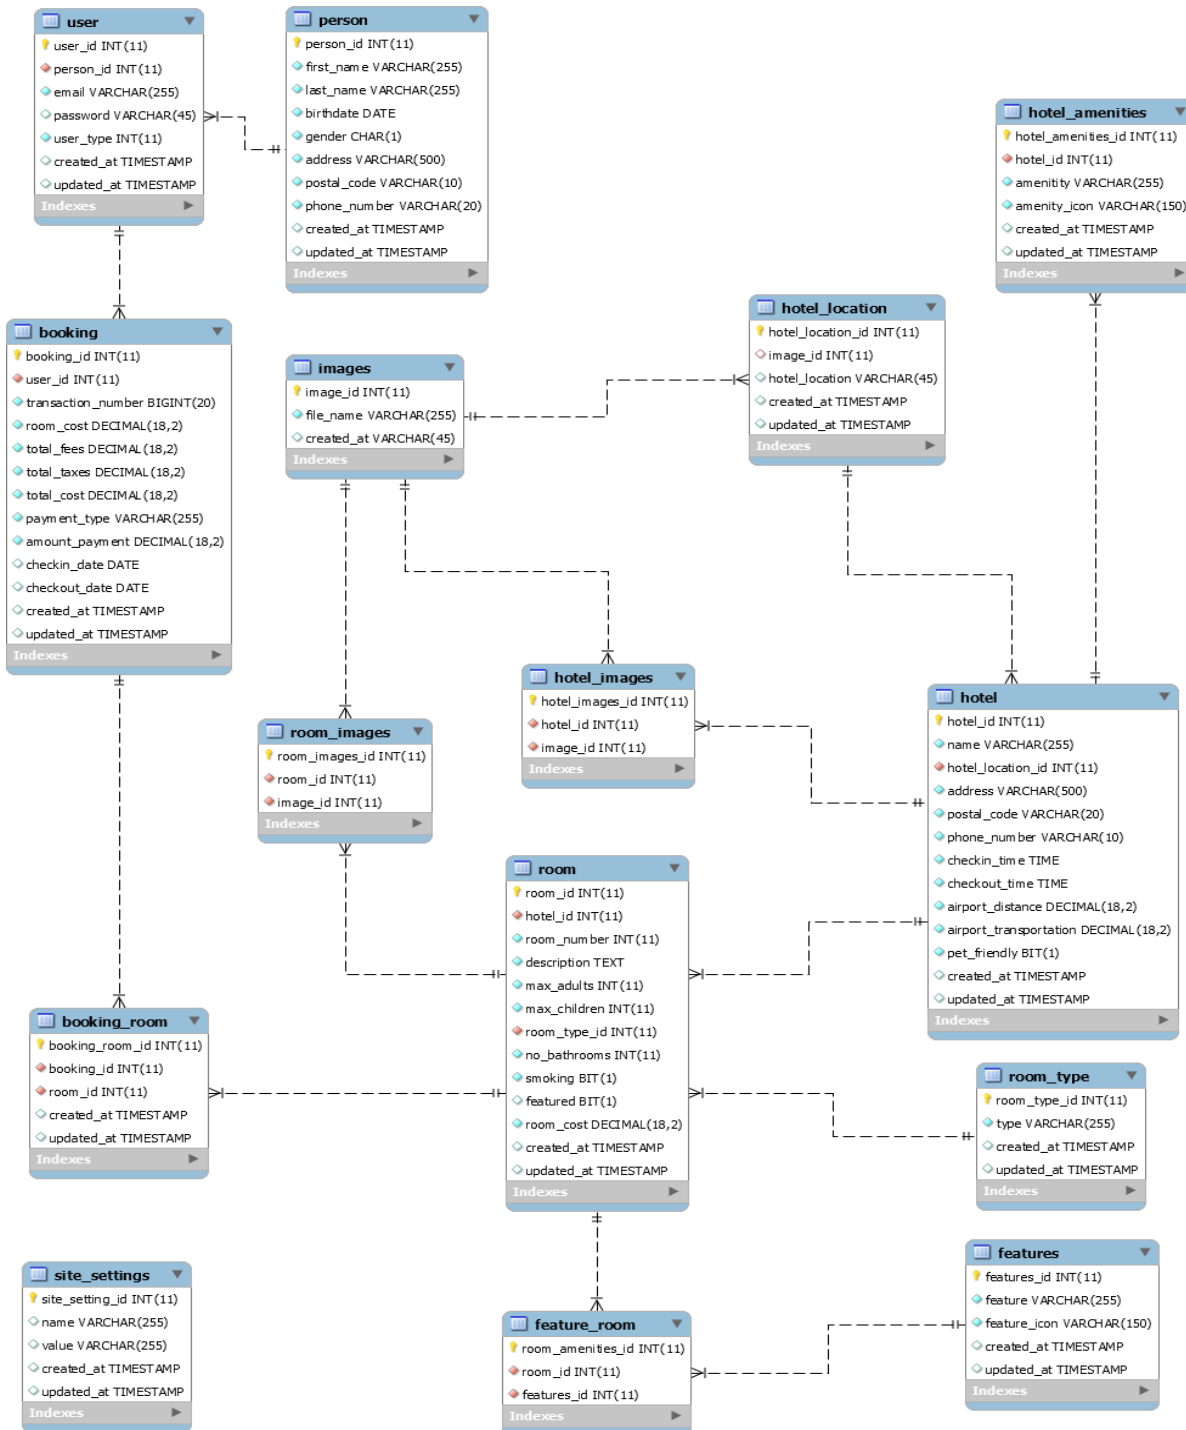 user
user_id INT(11)
person_id INT(11)
email VARCHAR(255)
password VARCHAR(45)
user_type INT(11)
created_at TIMESTAMP
updated_at TIMESTAMP
Indexes
person
person_id INT(11)
first_name VARCHAR(255)
last_name VARCHAR(255)
birthdate DATE
gender CHAR(1)
address VARCHAR(500)
postal_code VARCHAR(10)
phone_number VARCHAR(20)
created_at TIMESTAMP
updated_at TIMESTAMP
Indexes
hotel_amenities
hotel_amenities_id INT(11)
hotel_id INT(11)
amenitity VARCHAR(255)
amenity_icon VARCHAR(150)
created_at TIMESTAMP
updated_at TIMESTAMP
Indexes
booking
booking_id INT(11)
user_id INT(11)
transaction_number BIGINT(20)
room_cost DECIMAL(18,2)
total_fees DECIMAL(18,2)
total_taxes DECIMAL(18,2)
total_cost DECIMAL(18,2)
payment_type VARCHAR(255)
amount_payment DECIMAL(18,2)
checkin_date DATE
checkout_date DATE
created_at TIMESTAMP
updated_at TIMESTAMP
Indexes
images
image_id INT(11)
file_name VARCHAR(255)
created_at VARCHAR(45)
Indexes
hotel_location
hotel_location_id INT(11)
image_id INT(11)
hotel_location VARCHAR(45)
created_at TIMESTAMP
updated_at TIMESTAMP
Indexes
hotel_images
hotel_images_id INT(11)
hotel_id INT(11)
image_id INT(11)
Indexes
hotel
hotel_id INT(11)
name VARCHAR(255)
hotel_location_id INT(11)
address VARCHAR(500)
postal_code VARCHAR(20)
phone_number VARCHAR(10)
checkin_time TIME
checkout_time TIME
airport_distance DECIMAL(18,2)
airport_transportation DECIMAL(18,2)
pet_friendly BIT(1)
created_at TIMESTAMP
updated_at TIMESTAMP
Indexes
room_images
room_images_id INT(11)
room_id INT(11)
image_id INT(11)
Indexes
room
room_id INT(11)
hotel_id INT(11)
room_number INT(11)
description TEXT
max_adults INT(11)
max_children INT(11)
room_type_id INT(11)
no_bathrooms INT(11)
smoking BIT(1)
featured BIT(1)
room_cost DECIMAL(18,2)
created_at TIMESTAMP
updated_at TIMESTAMP
Indexes
booking_room
booking_room_id INT(11)
booking_id INT(11)
room_id INT(11)
created_at TIMESTAMP
updated_at TIMESTAMP
Indexes
room_type
room_type_id INT(11)
type VARCHAR(255)
created_at TIMESTAMP
updated_at TIMESTAMP
Indexes
site_settings
site_setting_id INT(11)
name VARCHAR(255)
value VARCHAR(255)
created_at TIMESTAMP
updated_at TIMESTAMP
Indexes
feature_room
room_amenities_id INT(11)
room_id INT(11)
features_id INT(11)
Indexes
features
features_id INT(11)
feature VARCHAR(255)
feature_icon VARCHAR(150)
created_at TIMESTAMP
updated_at TIMESTAMP
Indexes